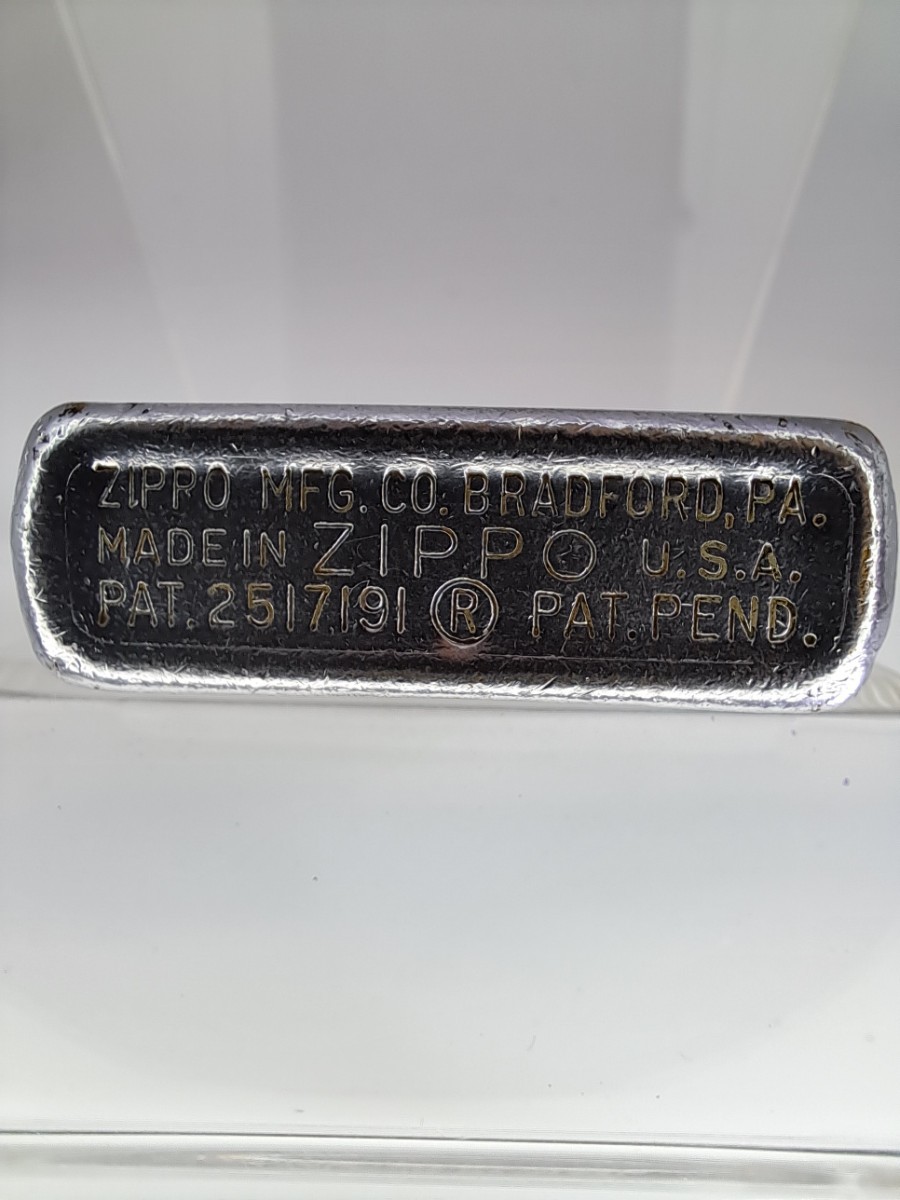 ZIPPO MFG. CO. BRADFORD, PA.
MADE IN ZIPPO U.S.A.
PAT. 2517191 ® PAT. PEND.